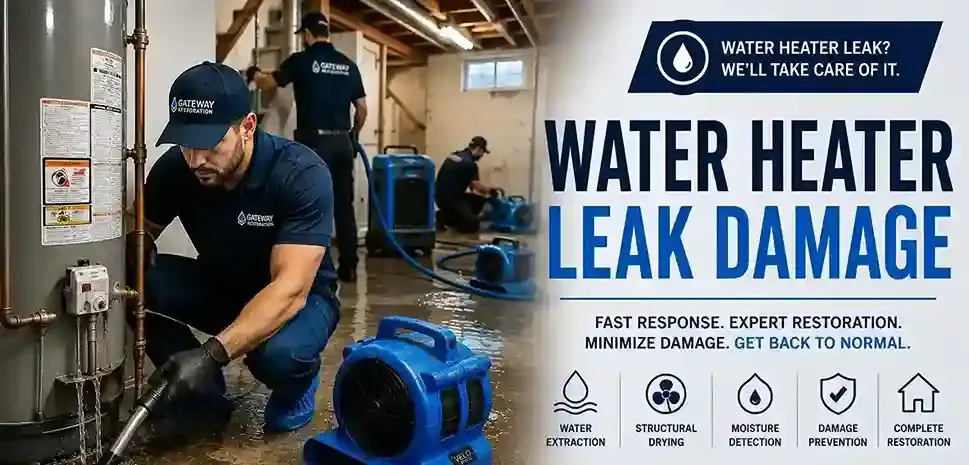 GATEWAY
RESTORATION
GATEWAY
RESTORATION
GATEWAY
RESTORATION
VELO
WATER HEATER LEAK?
WE'LL TAKE CARE OF IT.
WATER HEATER
LEAK DAMAGE
FAST RESPONSE. EXPERT RESTORATION.
MINIMIZE DAMAGE. GET BACK TO NORMAL.
WATER
EXTRACTION
STRUCTURAL
DRYING
MOISTURE
DETECTION
DAMAGE
PREVENTION
COMPLETE
RESTORATION